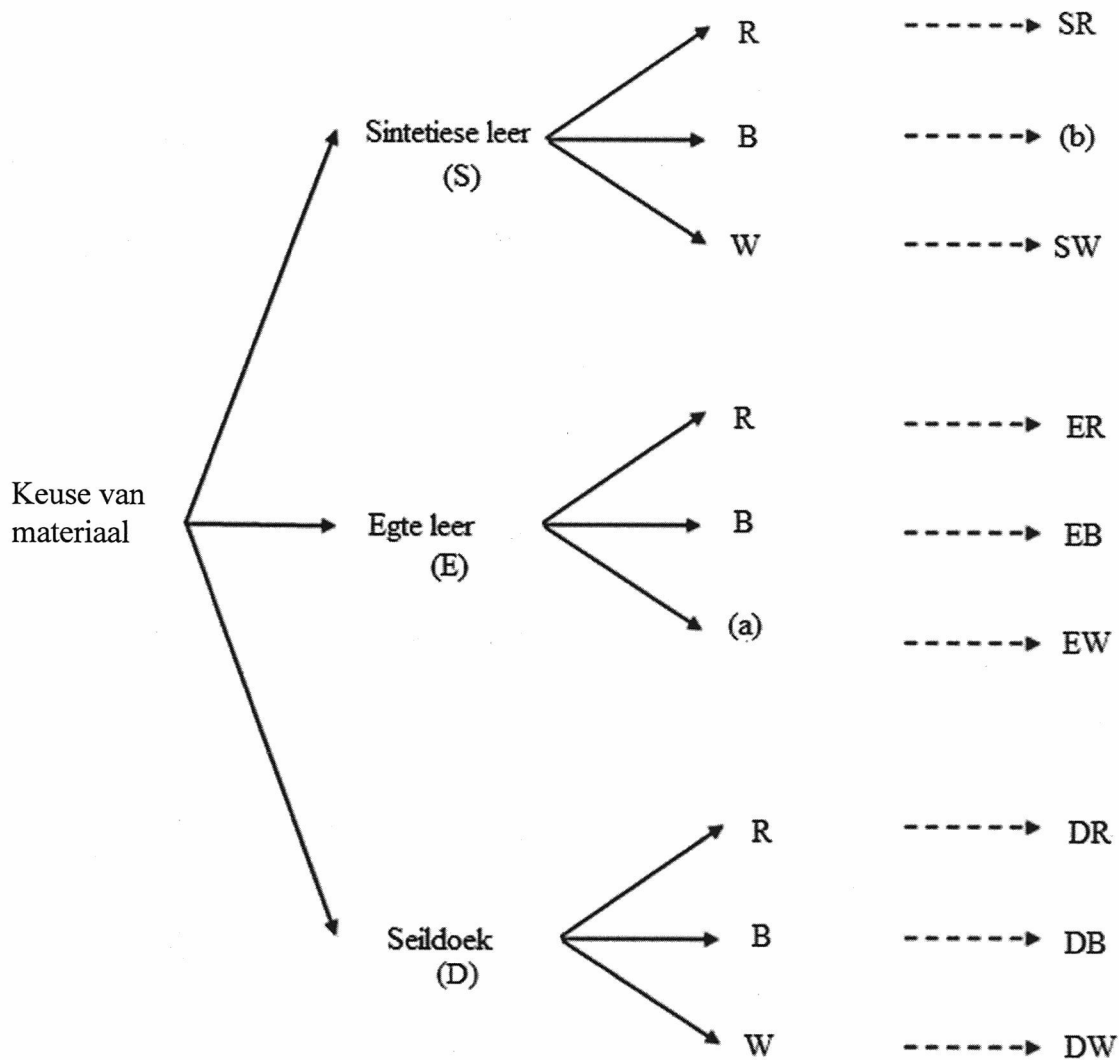 R
SR
Sintetiese leer
(S)
B
(b)
W
SW
Keuse van
materiaal
R
ER
Egte leer
(E)
B
EB
(a)
EW
R
DR
Seildoek
(D)
B
DB
W
DW